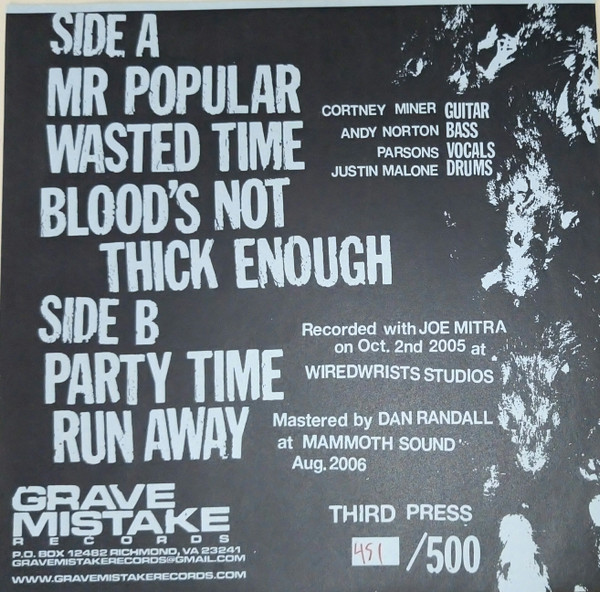 SIDE A
MR POPULAR
WASTED TIME
BLOOD'S NOT
THICK ENOUGH
CORTNEY MINER GUITAR
ANDY NORTON BASS
PARSONS VOCALS
JUSTIN MALONE DRUMS
SIDE B
PARTY TIME
RUN AWAY
Recorded with JOE MITRA
on Oct. 2nd 2005 at
WIREDWRISTS STUDIOS
Mastered by DAN RANDALL
at MAMMOTH SOUND
Aug. 2006
GRAVE
MISTAKE
RECORDS
P.O. BOX 12482 RICHMOND, VA 23241
GRAVEMISTAKERECORDS@GMAIL.COM
WWW.GRAVEMISTAKERECORDS.COM
THIRD PRESS
451 /500